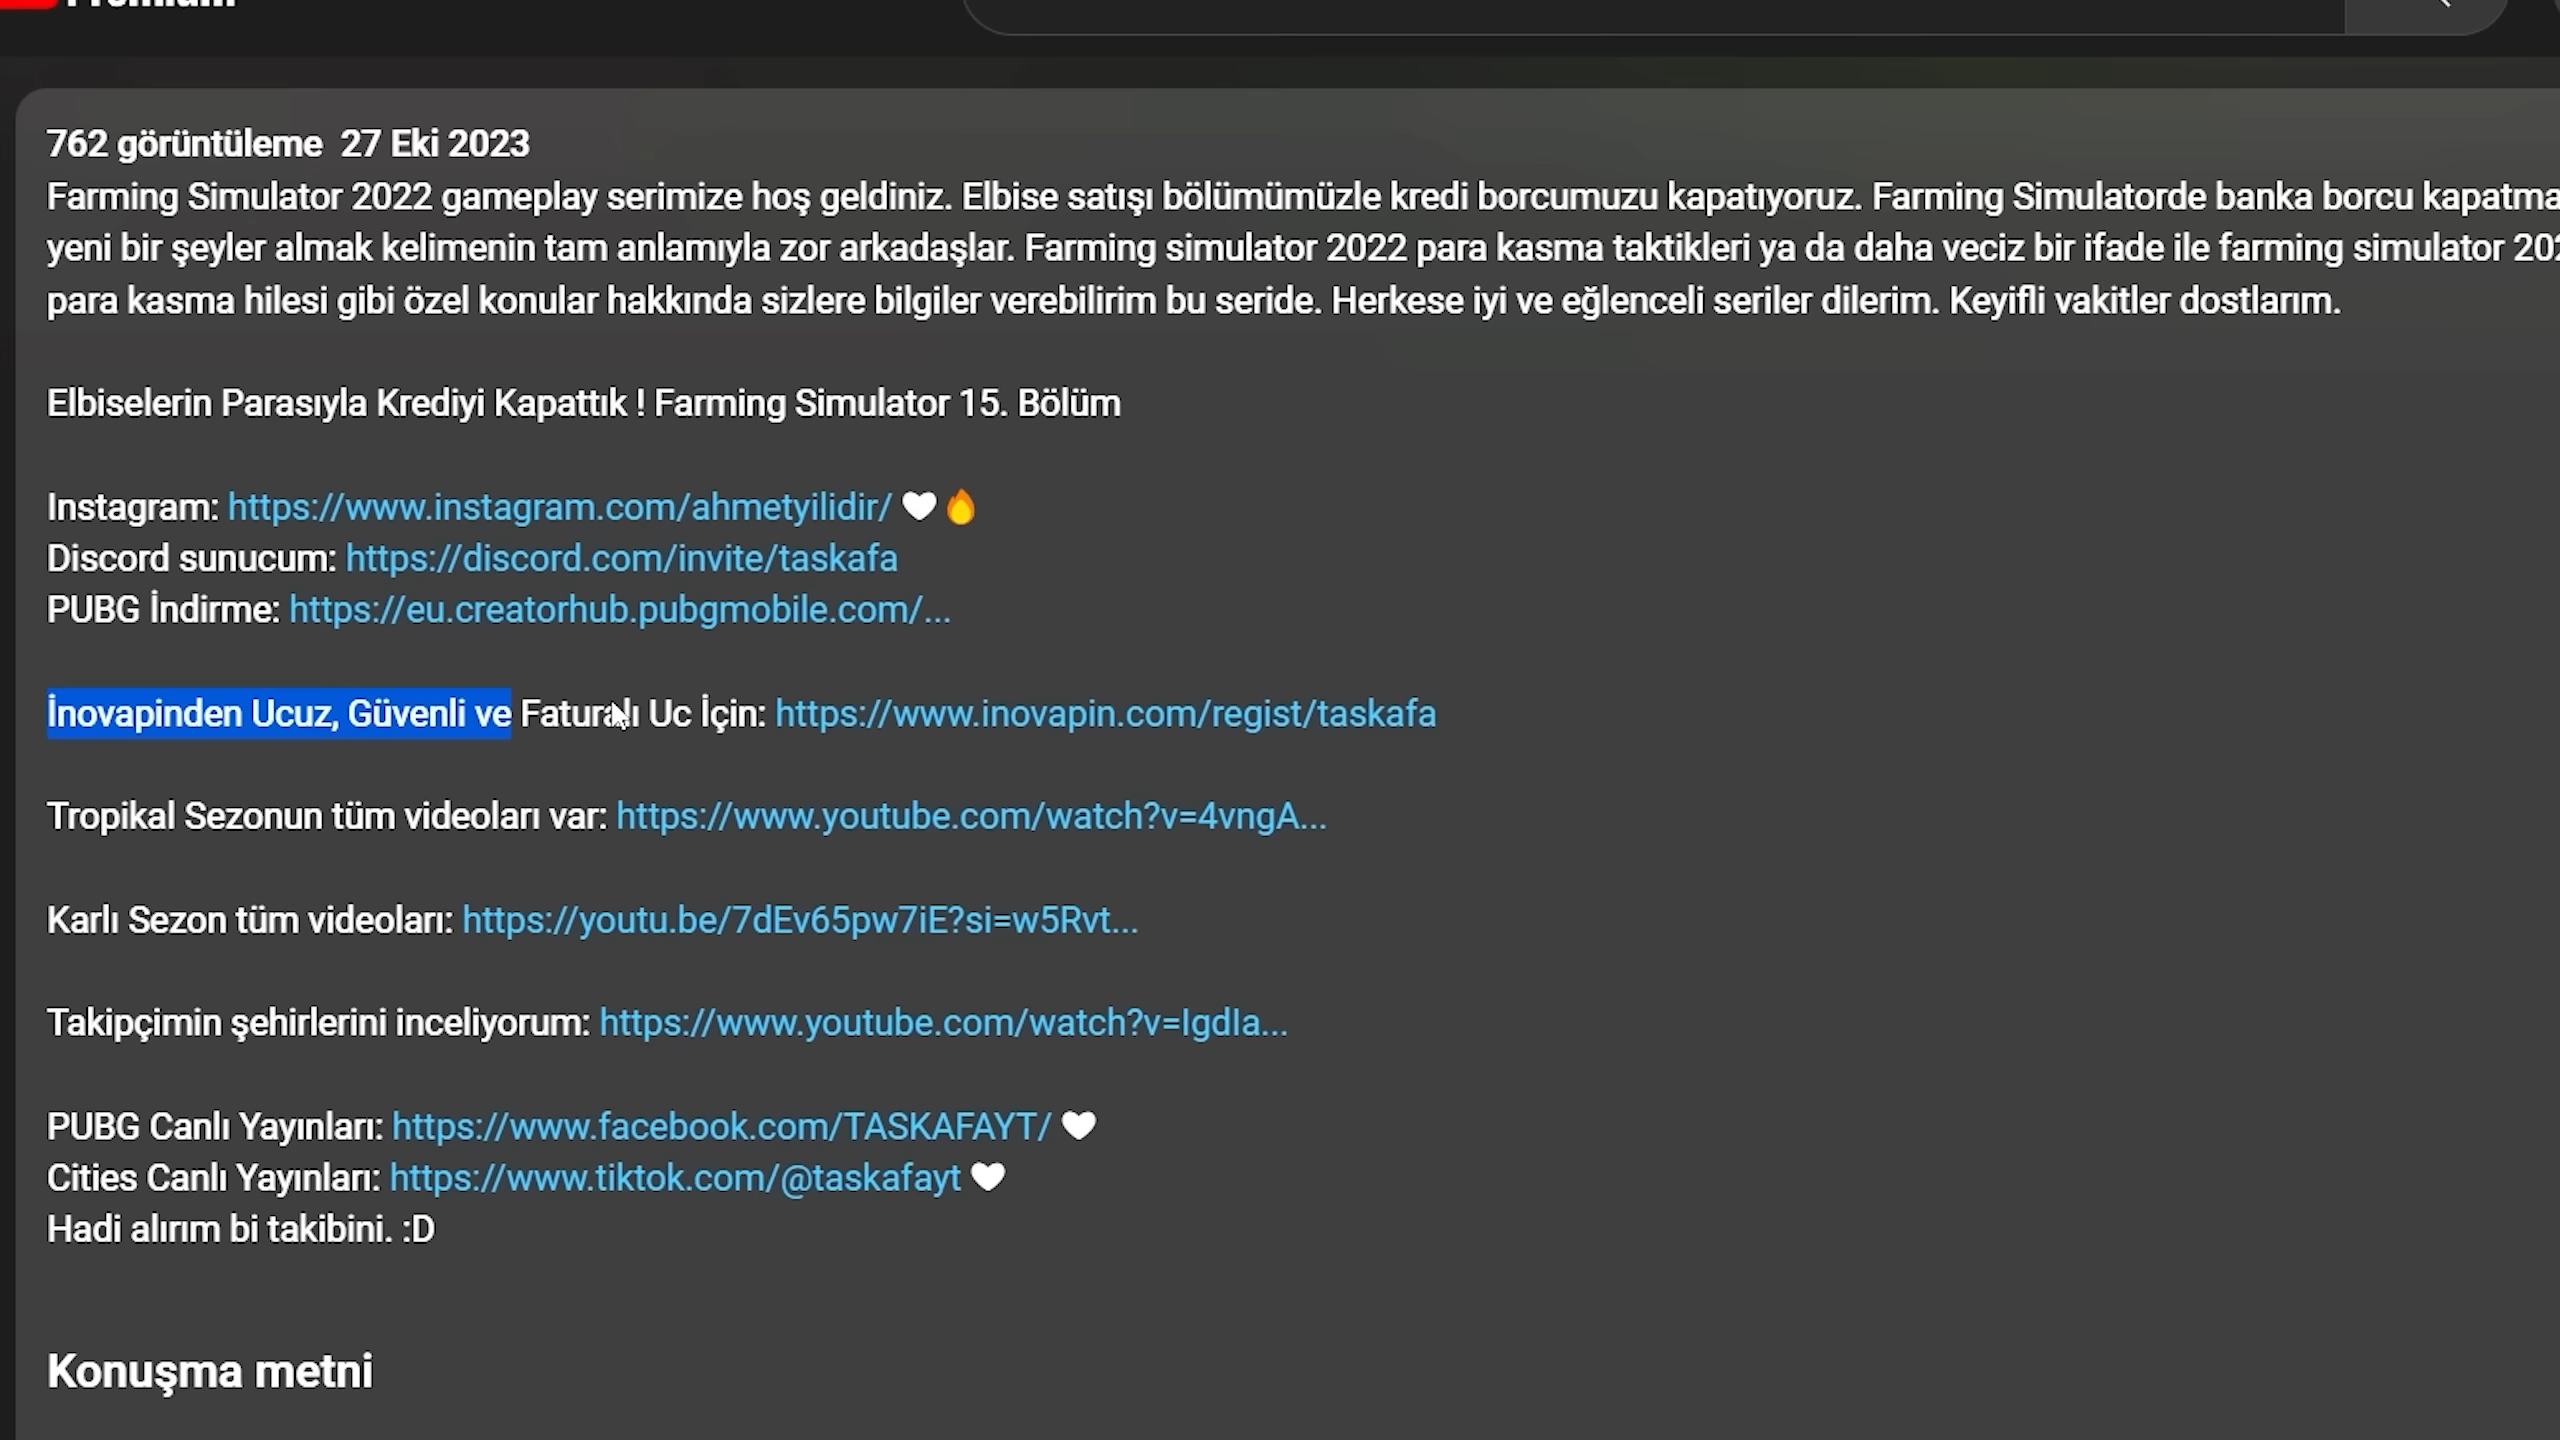 Premium
762 görüntüleme 27 Eki 2023
Farming Simulator 2022 gameplay serimize hoş geldiniz. Elbise satışı bölümümüzle kredi borcumuzu kapatıyoruz. Farming Simulatorde banka borcu kapatma
yeni bir şeyler almak kelimenin tam anlamıyla zor arkadaşlar. Farming simulator 2022 para kasma taktikleri ya da daha veciz bir ifade ile farming simulator
para kasma hilesi gibi özel konular hakkında sizlere bilgiler verebilirim bu seride. Herkese iyi ve eğlenceli seriler dilerim. Keyifli vakitler dostlarım.
Elbiselerin Parasıyla Krediyi Kapattık ! Farming Simulator 15. Bölüm
Instagram: https://www.instagram.com/ahmetyilidir/ 🤍🔥
Discord sunucum: https://discord.com/invite/taskafa
PUBG İndirme: https://eu.creatorhub.pubgmobile.com/...
İnovapinden Ucuz, Güvenli ve Faturalı Uc İçin: https://www.inovapin.com/regist/taskafa
Tropikal Sezonun tüm videoları var: https://www.youtube.com/watch?v=4vngA...
Karlı Sezon tüm videoları: https://youtu.be/7dEv65pw7iE?si=w5Rvt...
Takipçimin şehirlerini inceliyorum: https://www.youtube.com/watch?v=Igdla...
PUBG Canlı Yayınları: https://www.facebook.com/TASKAFAYT/ 🤍
Cities Canlı Yayınları: https://www.tiktok.com/@taskafayt 🤍
Hadi alırım bi takibini. :D
Konuşma metni